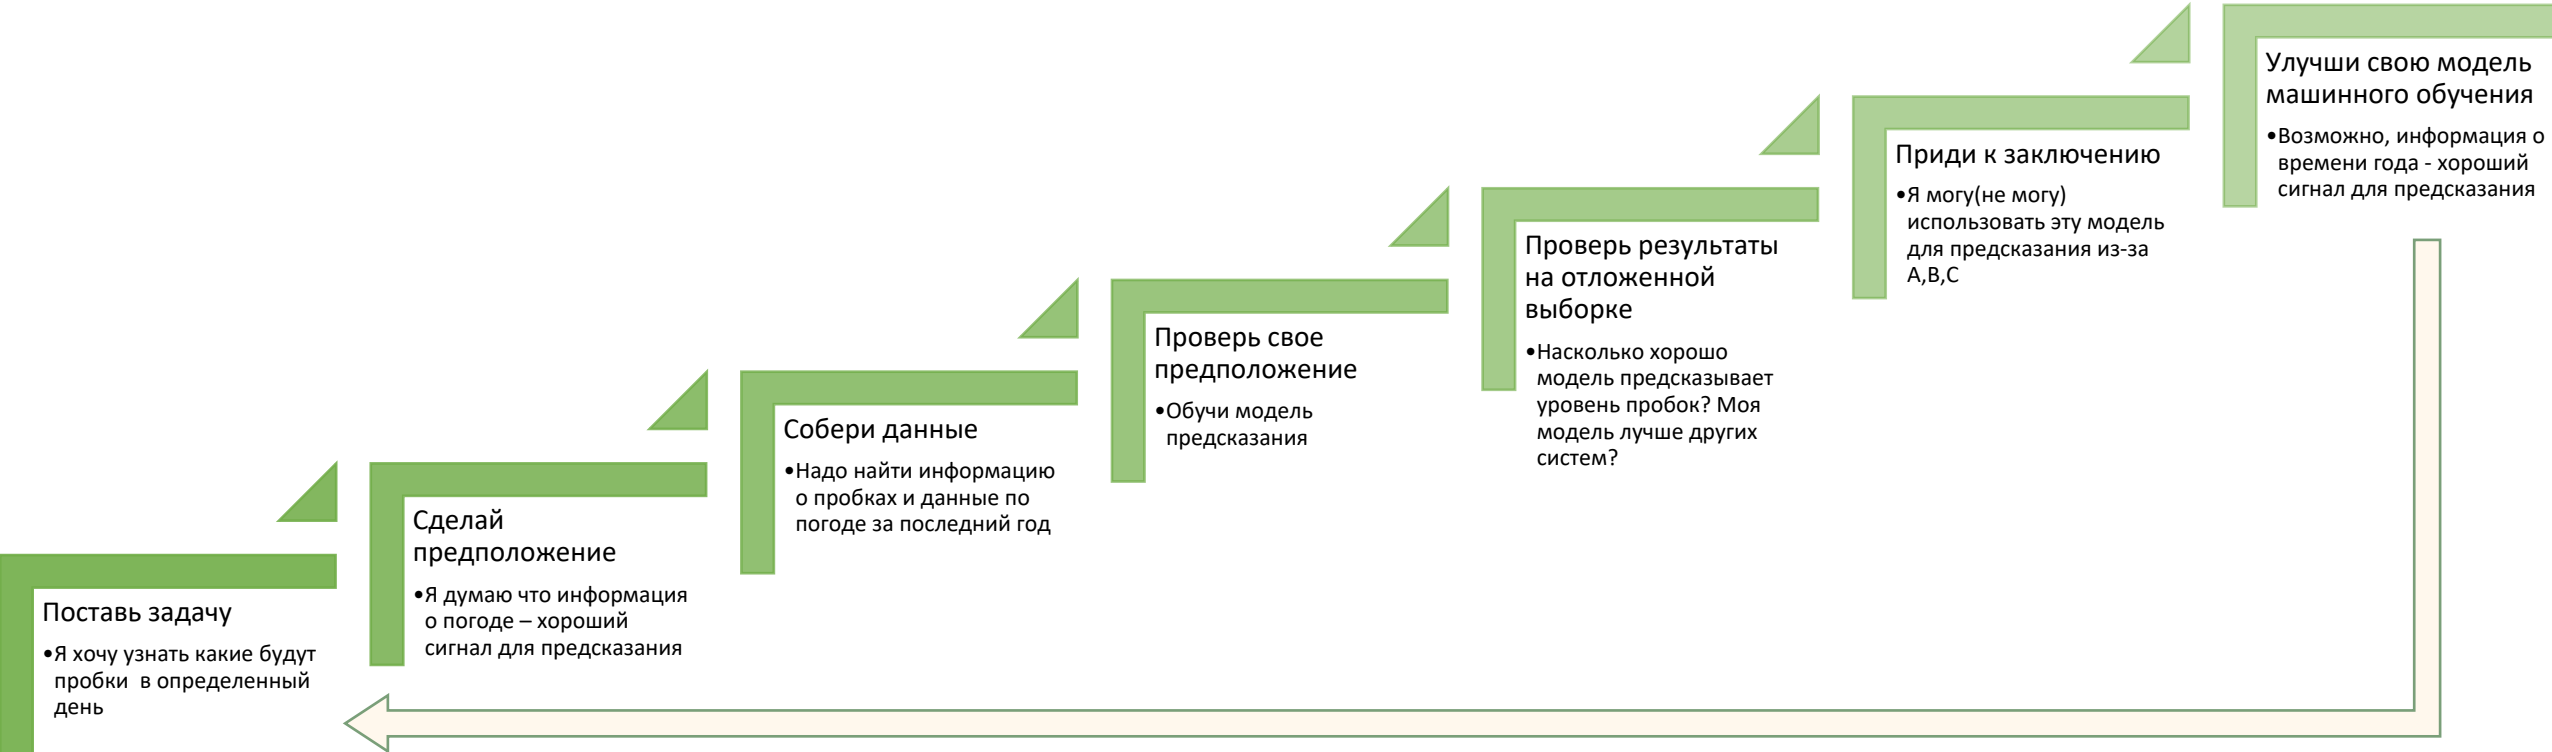 Поставь задачу
•Я хочу узнать какие будут
пробки  в определенный
день
Сделай
предположение
•Я думаю что информация
о погоде – хороший
сигнал для предсказания
Собери данные
•Надо найти информацию
о пробках и данные по
погоде за последний год
Проверь свое
предположение
•Обучи модель
предсказания
Проверь результаты
на отложенной
выборке
•Насколько хорошо
модель предсказывает
уровень пробок? Моя
модель лучше других
систем?
Приди к заключению
•Я могу(не могу)
использовать эту модель
для предсказания из-за
A,B,C
Улучши свою модель
машинного обучения
•Возможно, информация о
времени года - хороший
сигнал для предсказания